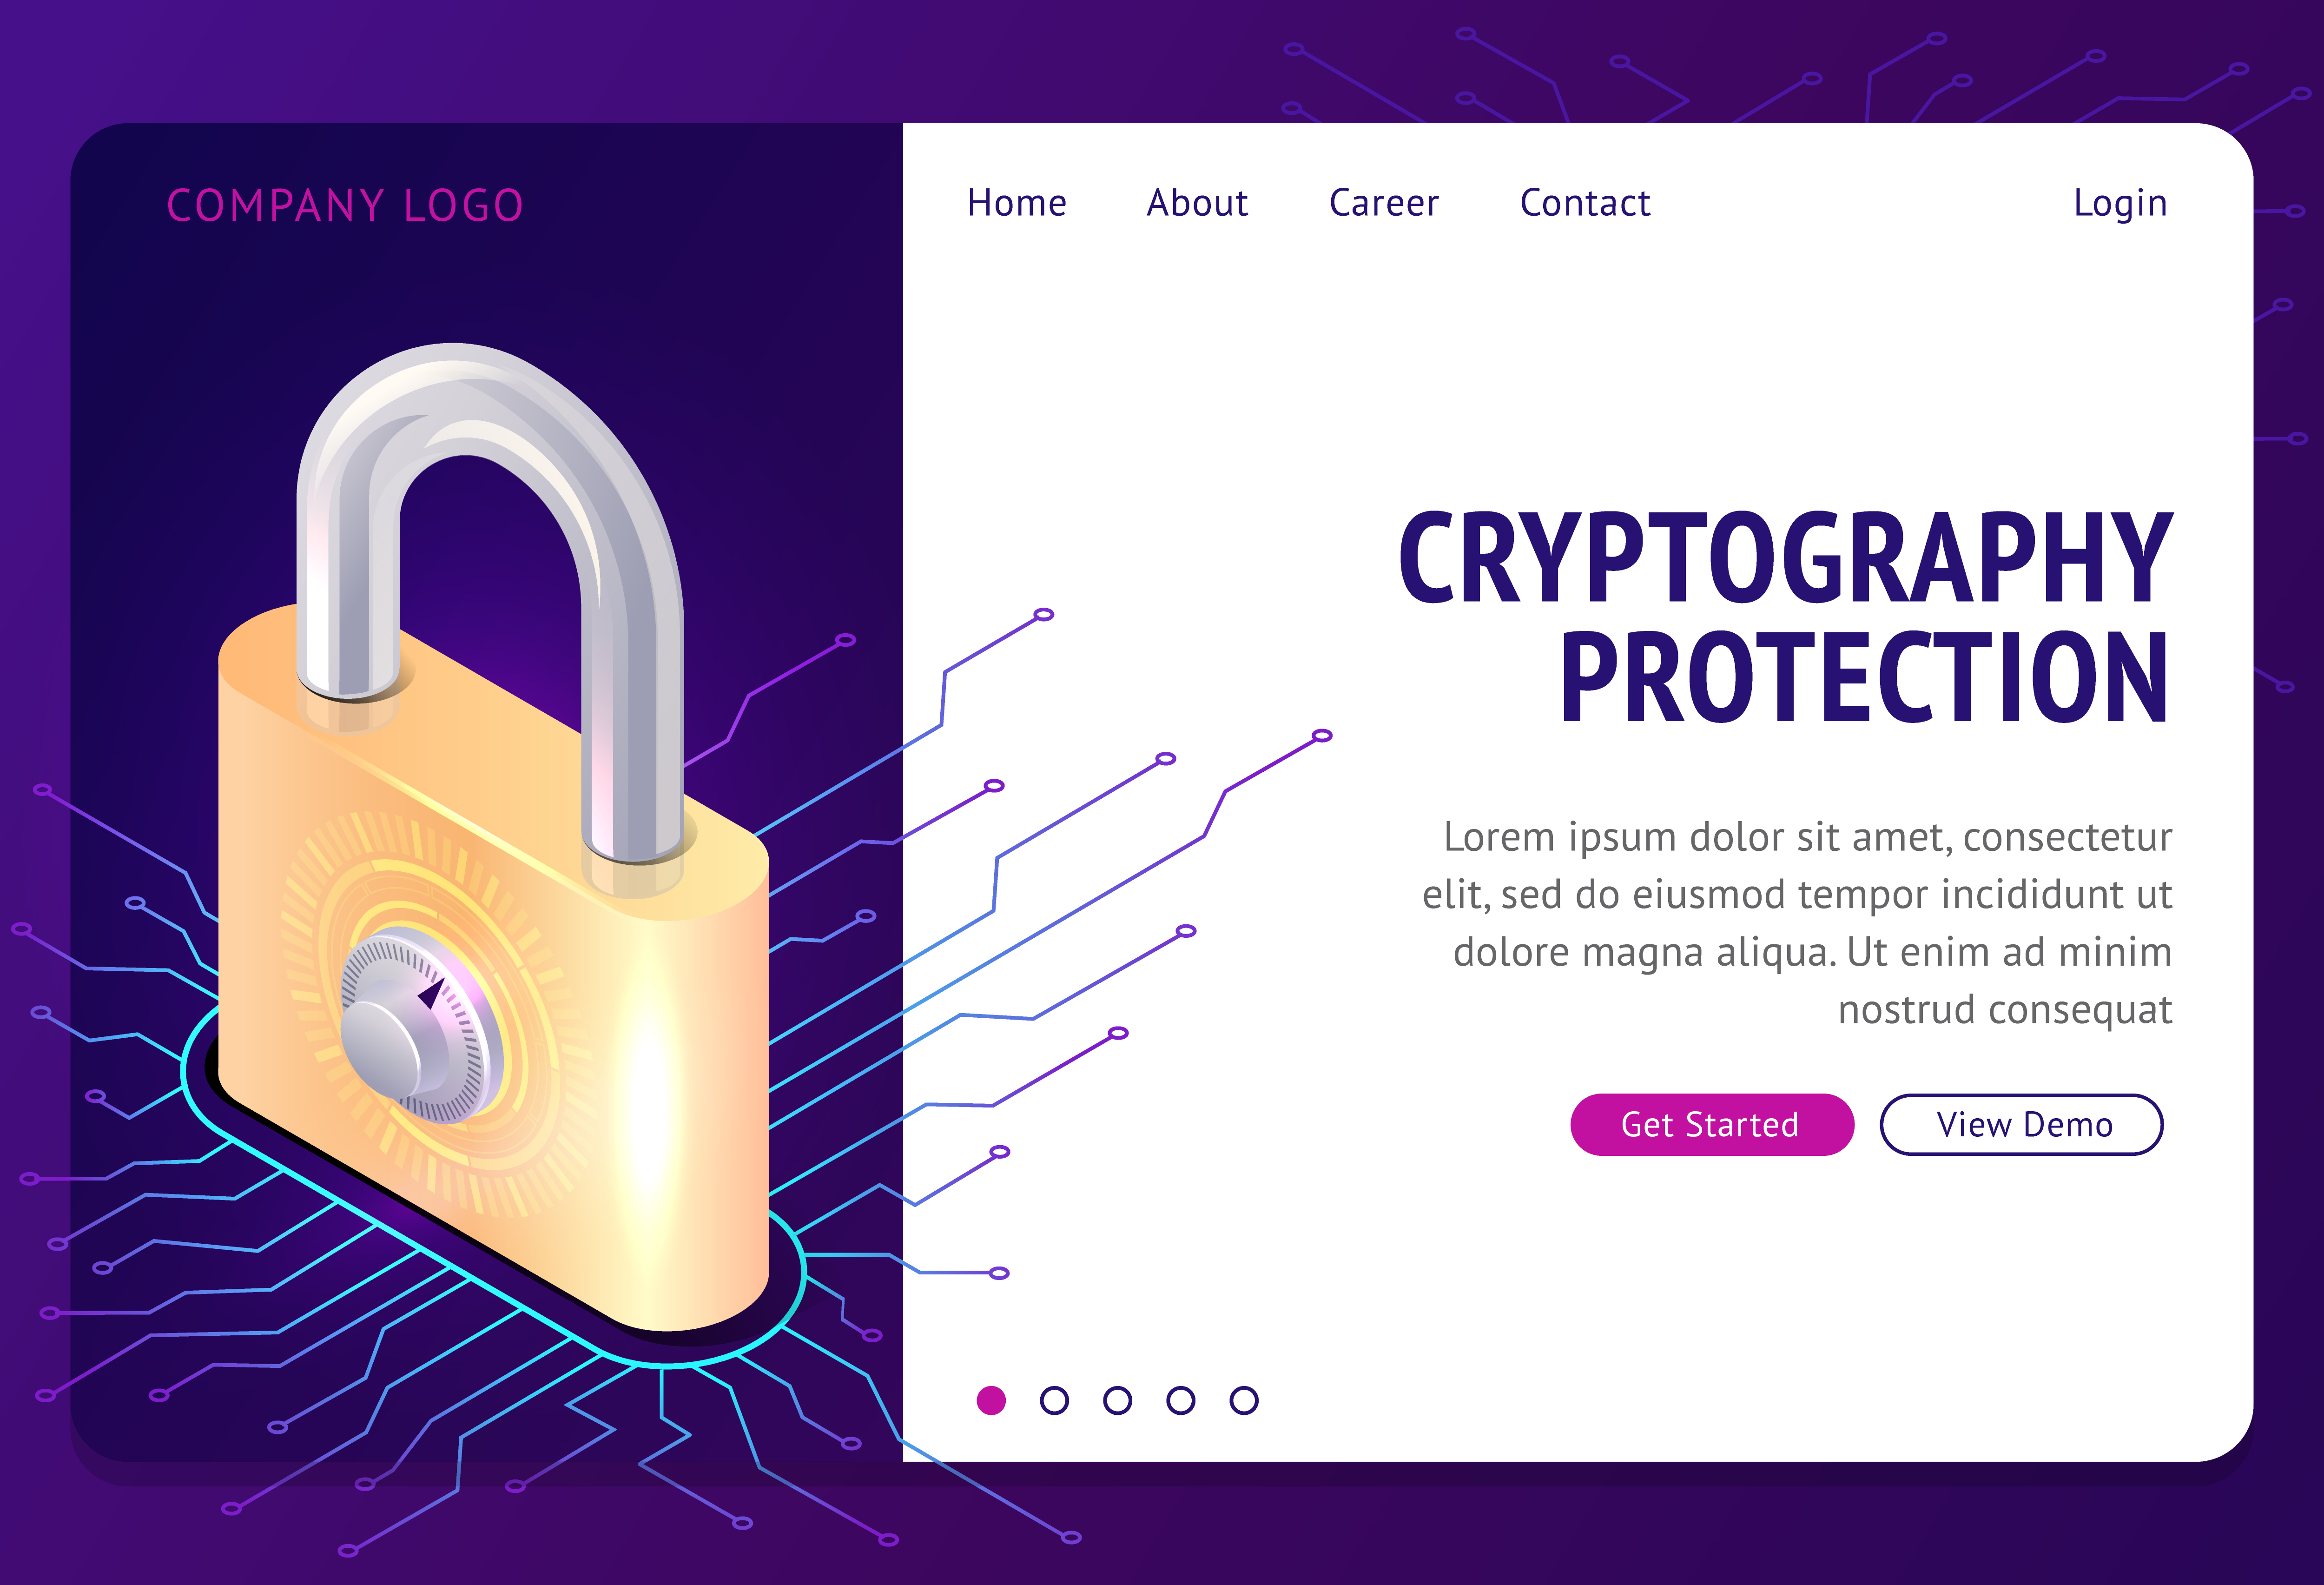 COMPANY LOGO
Home About Career Contact Login
CRYPTOGRAPHY
PROTECTION
Lorem ipsum dolor sit amet, consectetur
elit, sed do eiusmod tempor incididunt ut
dolore magna aliqua. Ut enim ad minim
nostrud consequat
Get Started View Demo